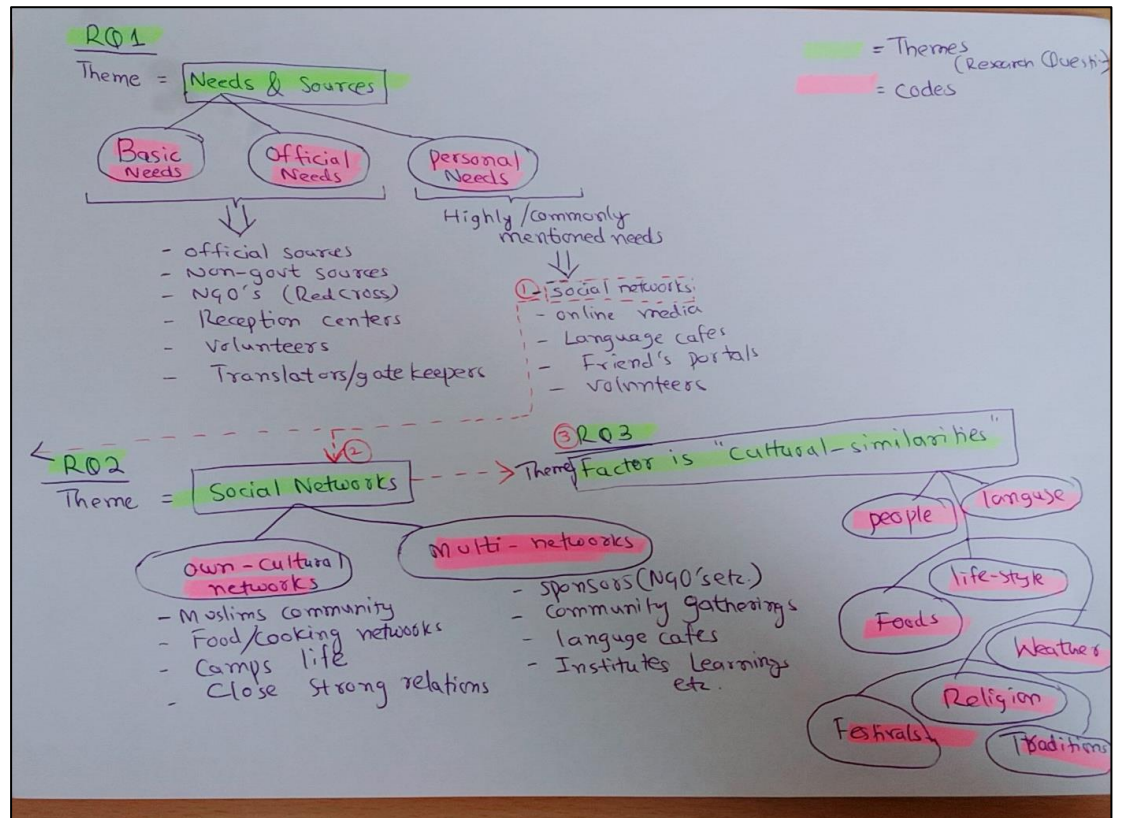 RQ1
Theme = Needs & Sources
= Themes
(Research Questi
= codes
Basic
Needs
Official
Needs
personal
Needs
Highly/commonly
mentioned needs
- official sources
- Non-govt sources
- NGO's (Redcross)
- Reception centers
- Volunteers
- Translators/gatekeepers
① - social networks
- online media
- Language cafes
- Friend's portals
- volunteers
②
RQ2
Theme = Social Networks
③ RQ3
Theme Factor is "Cultural-similarities"
own-cultural
networks
- Muslims community
- Food/cooking networks
- Camps life
- Close strong relations
multi-networks
- sponsors (NGO's etc.)
- community gatherings
- languge cafes
- Institutes Learnings
etc.
people
languge
life-style
Foods
Weather
Religion
Festivals
Traditions